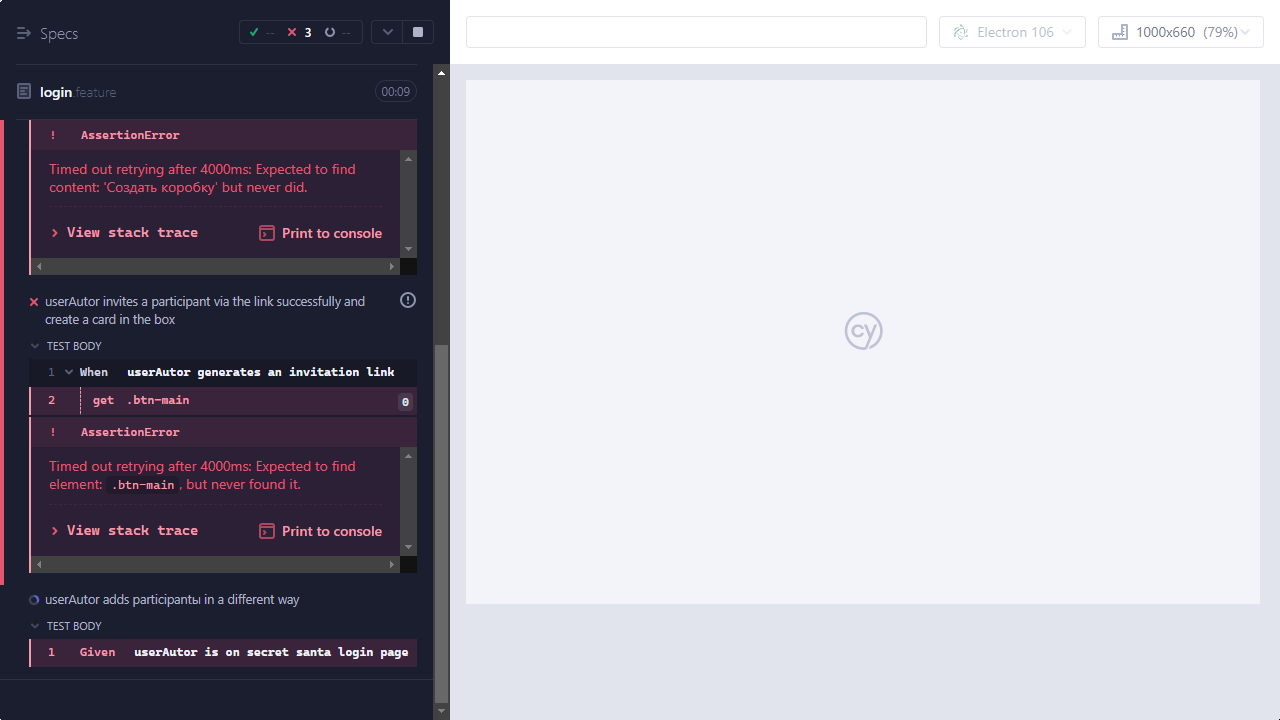 Specs
-- 3 --
login.feature 00:09
! AssertionError
Timed out retrying after 4000ms: Expected to find
content: 'Создать коробку' but never did.
View stack trace Print to console
userAutor invites a participant via the link successfully and
create a card in the box
TEST BODY
1 When userAutor generates an invitation link
2 get .btn-main 0
! AssertionError
Timed out retrying after 4000ms: Expected to find
element: .btn-main, but never found it.
View stack trace Print to console
userAutor adds participantы in a different way
TEST BODY
1 Given userAutor is on secret santa login page
Electron 106
1000x660 (79%)
cy